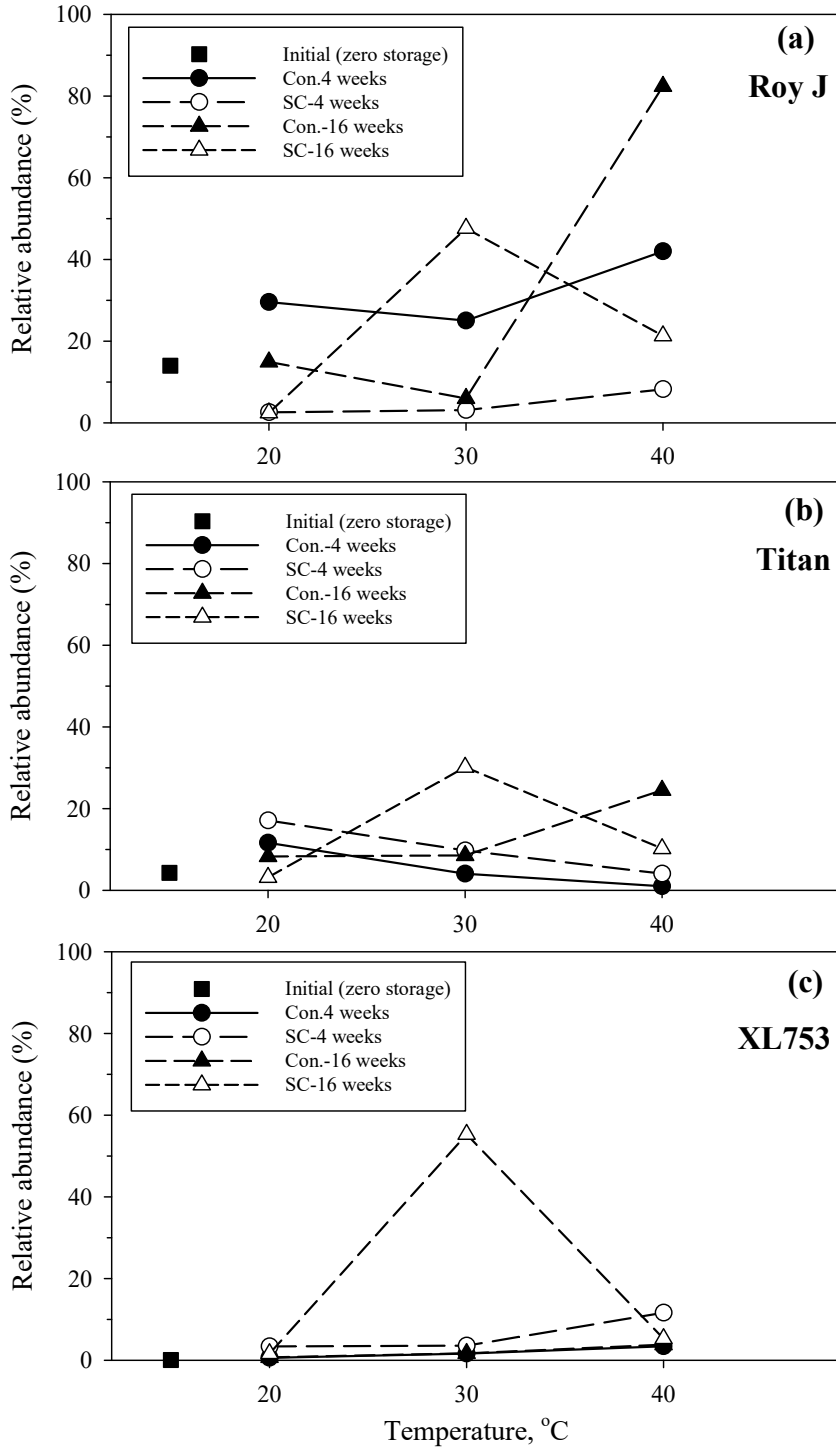 100
80
60
40
20
0
Relative abundance (%)
Initial (zero storage)
Con.4 weeks
SC-4 weeks
Con.-16 weeks
SC-16 weeks
(a)
Roy J
20 30 40
100
80
60
40
20
0
Relative abundance (%)
Initial (zero storage)
Con.-4 weeks
SC-4 weeks
Con.-16 weeks
SC-16 weeks
(b)
Titan
20 30 40
100
80
60
40
20
0
Relative abundance (%)
Initial (zero storage)
Con.4 weeks
SC-4 weeks
Con.-16 weeks
SC-16 weeks
(c)
XL753
20 30 40
Temperature, °C